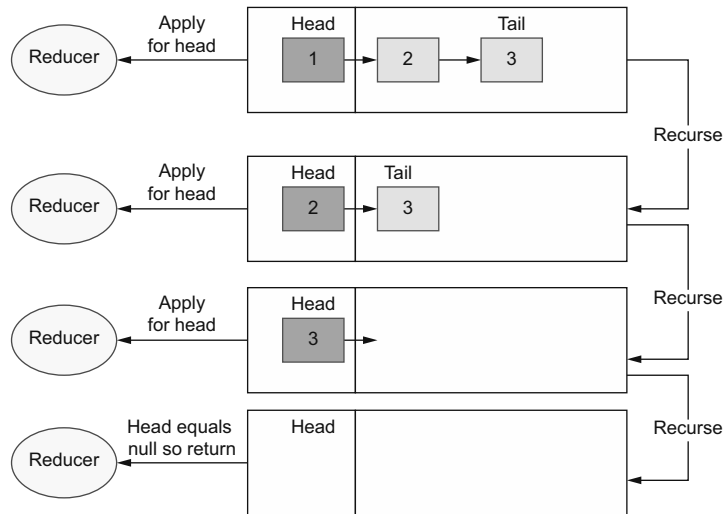 Apply
for head
Head
Tail
Reducer
1
2
3
Recurse
Apply
for head
Head
Tail
Reducer
2
3
Recurse
Apply
for head
Head
Reducer
3
Recurse
Head equals
null so return
Head
Reducer